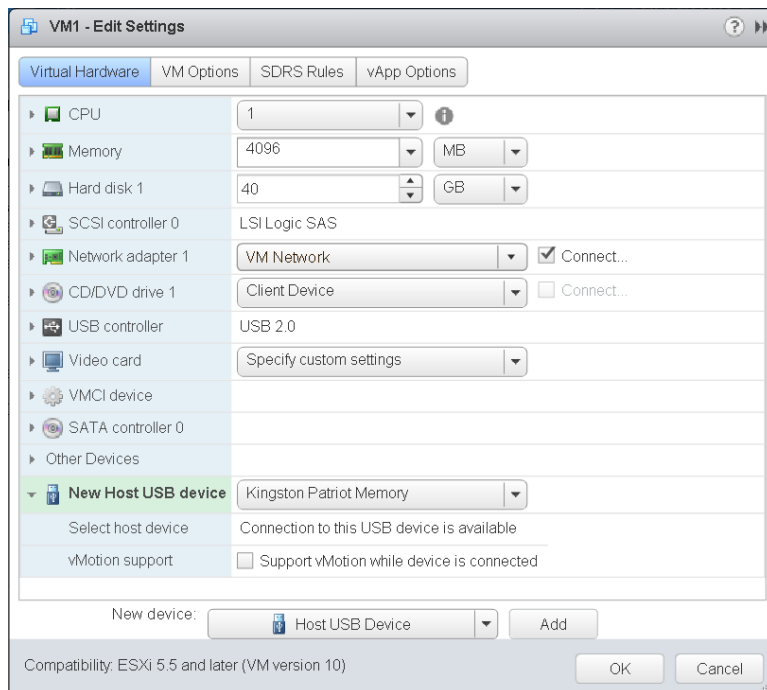 VM1 - Edit Settings
Virtual Hardware VM Options SDRS Rules vApp Options
CPU 1
Memory 4096 MB
Hard disk 1 40 GB
SCSI controller 0 LSI Logic SAS
Network adapter 1 VM Network Connect...
CD/DVD drive 1 Client Device Connect...
USB controller USB 2.0
Video card Specify custom settings
VMCI device
SATA controller 0
Other Devices
New Host USB device Kingston Patriot Memory
Select host device Connection to this USB device is available
vMotion support Support vMotion while device is connected
New device: Host USB Device Add
Compatibility: ESXi 5.5 and later (VM version 10) OK Cancel